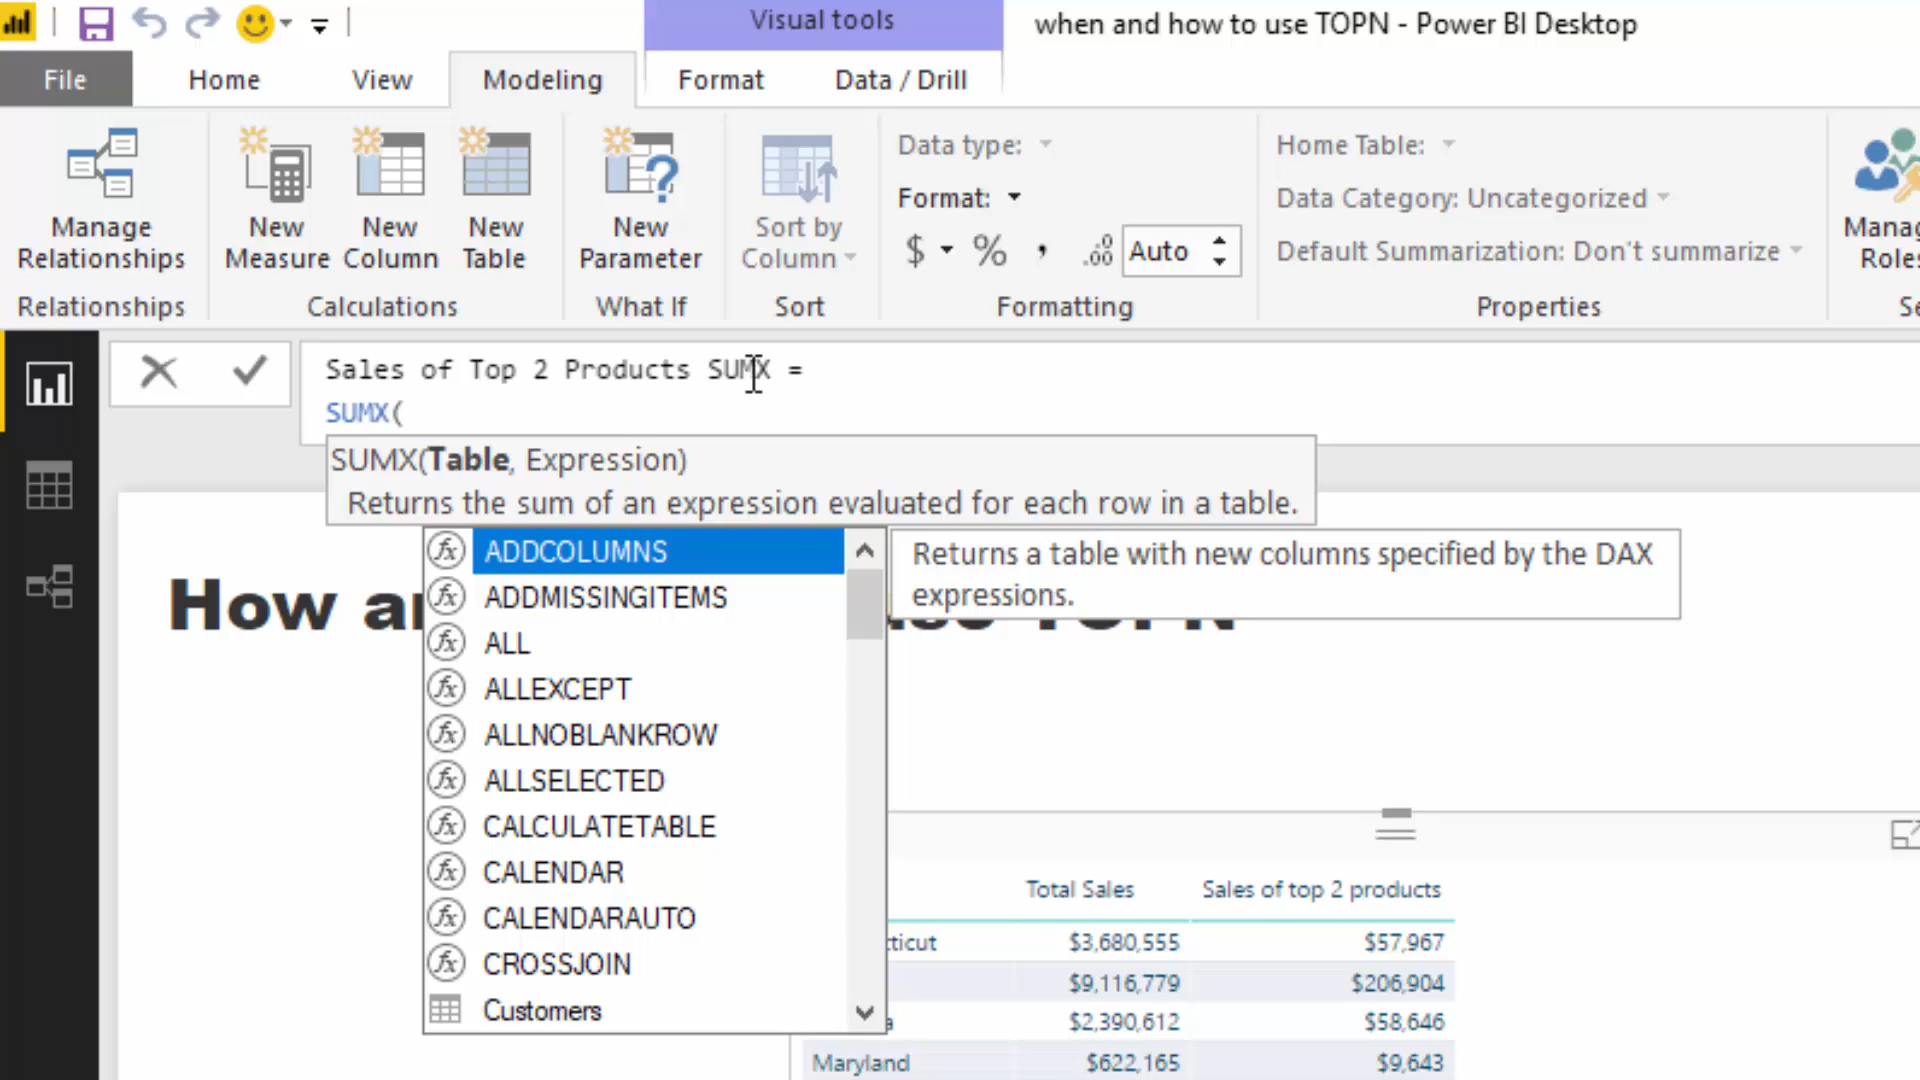 Visual tools
when and how to use TOPN - Power BI Desktop
File
Home
View
Modeling
Format
Data / Drill
Manage
Relationships
New
Measure
New
Column
New
Table
New
Parameter
Sort by
Column
Data type:
Format:
$ % , .00 Auto
Home Table:
Data Category: Uncategorized
Default Summarization: Don't summarize
Relationships
Calculations
What If
Sort
Formatting
Properties
Sales of Top 2 Products SUMX =
SUMX(
SUMX(Table, Expression)
Returns the sum of an expression evaluated for each row in a table.
ADDCOLUMNS
Returns a table with new columns specified by the DAX
expressions.
ADDMISSINGITEMS
How
TOPN
ALL
ALLEXCEPT
ALLNOBLANKROW
ALLSELECTED
CALCULATETABLE
CALENDAR
CALENDARAUTO
CROSSJOIN
Customers
Total Sales
Sales of top 2 products
$3,680,555 $57,967
$9,116,779 $206,904
$2,390,612 $58,646
Maryland $622,165 $9,643